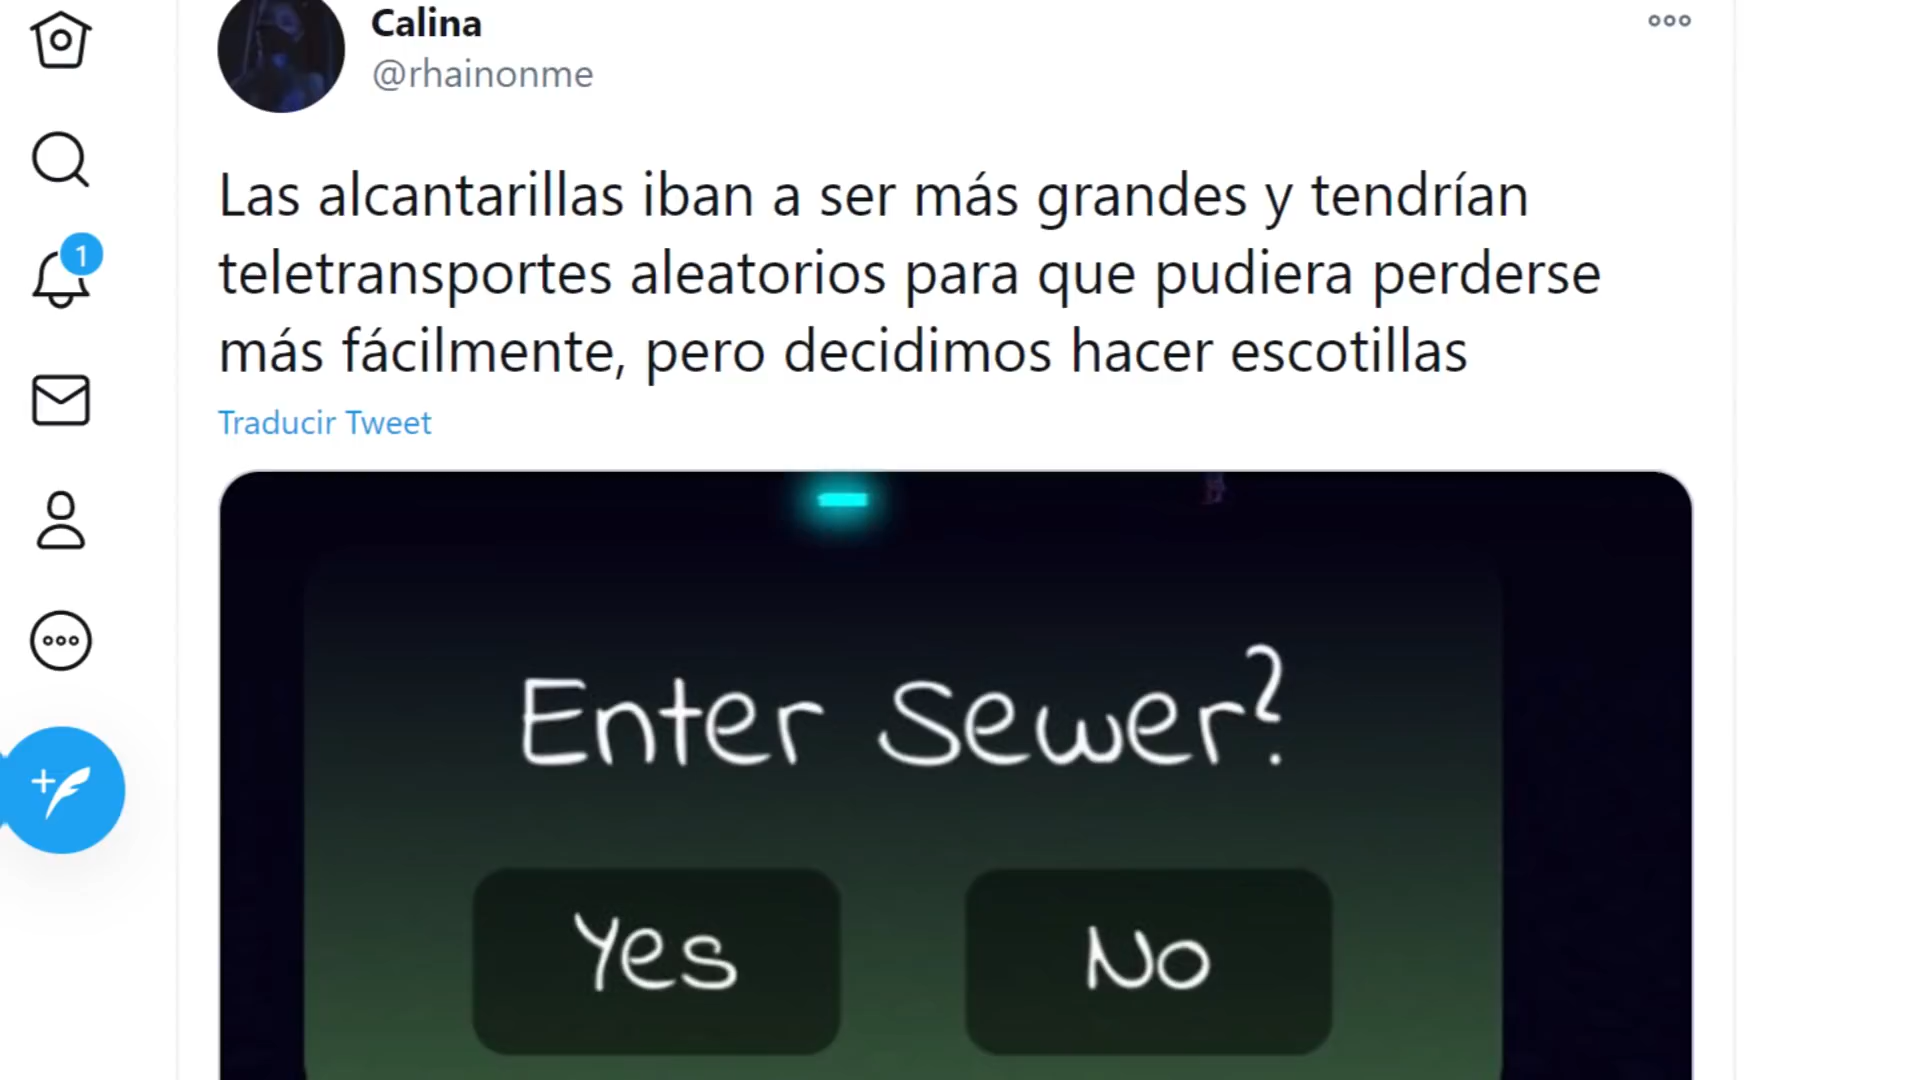 Calina
@rhainonme
1
Las alcantarillas iban a ser más grandes y tendrían
teletransportes aleatorios para que pudiera perderse
más fácilmente, pero decidimos hacer escotillas
Traducir Tweet
Enter Sewer?
Yes
No